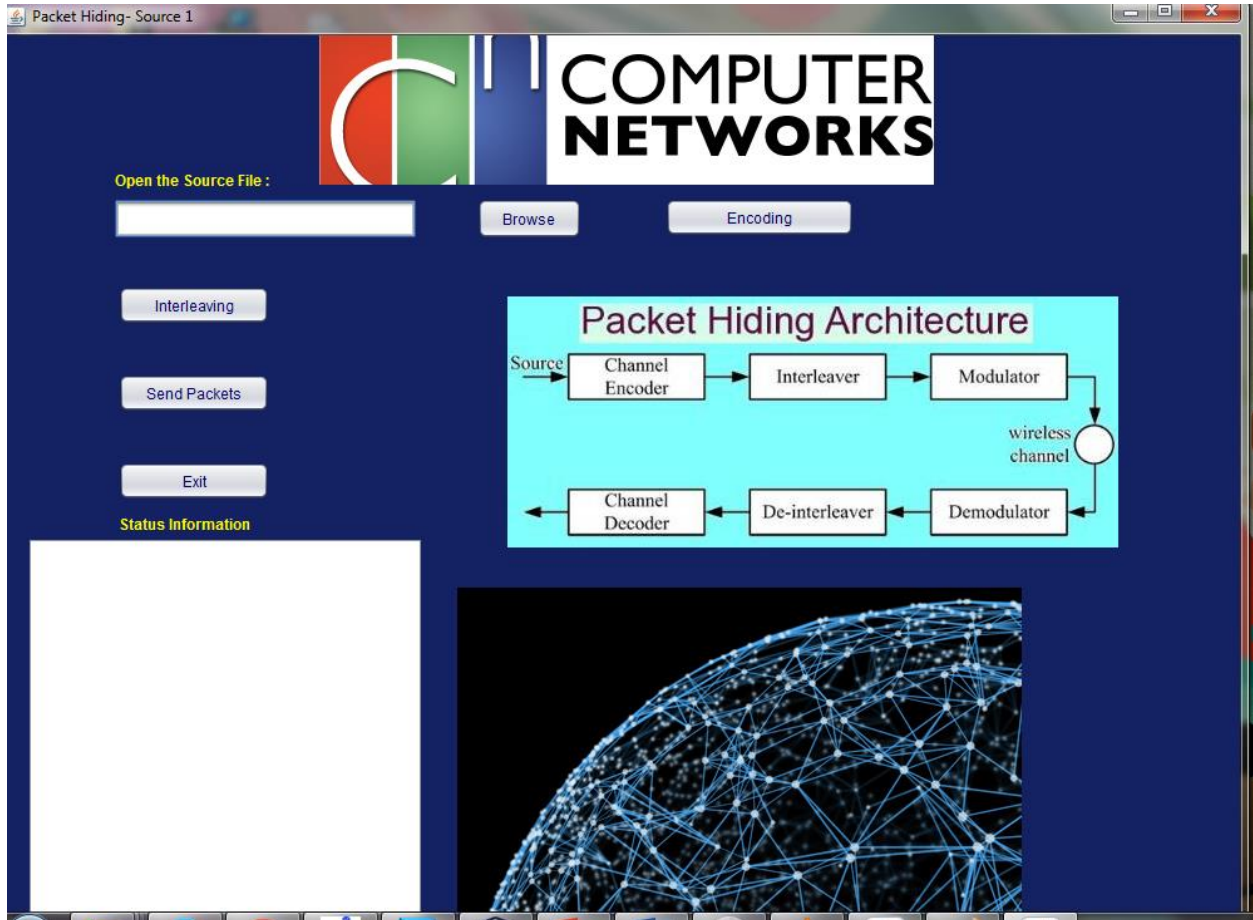 Packet Hiding- Source 1
COMPUTER
NETWORKS
Open the Source File :
Browse
Encoding
Interleaving
Send Packets
Exit
Status Information
Packet Hiding Architecture
Source
Channel
Encoder
Interleaver
Modulator
wireless
channel
Channel
Decoder
De-interleaver
Demodulator